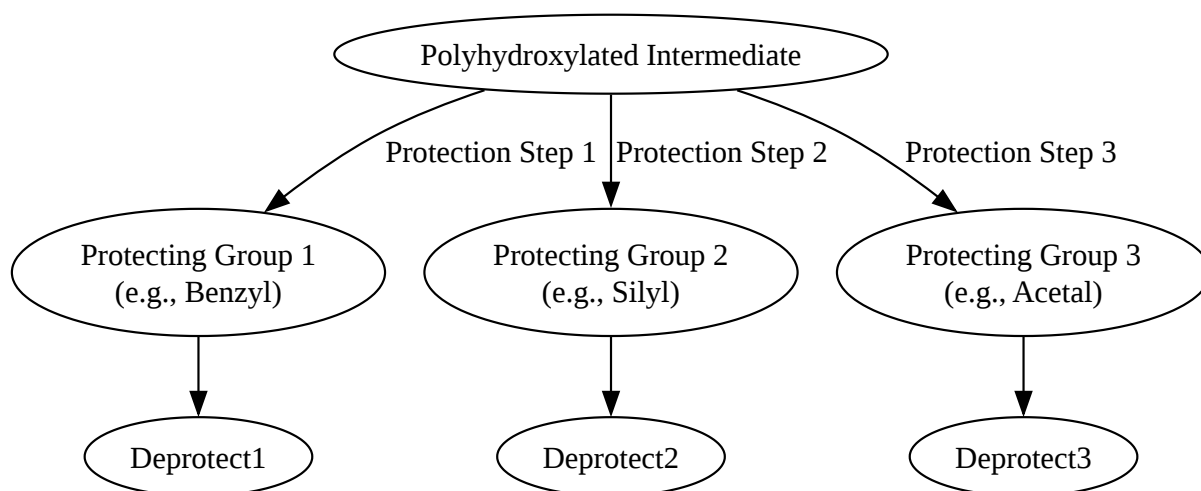 Polyhydroxylated Intermediate
Protection Step 1
Protection Step 2
Protection Step 3
Protecting Group 1
(e.g., Benzyl)
Protecting Group 2
(e.g., Silyl)
Protecting Group 3
(e.g., Acetal)
Deprotect1
Deprotect2
Deprotect3